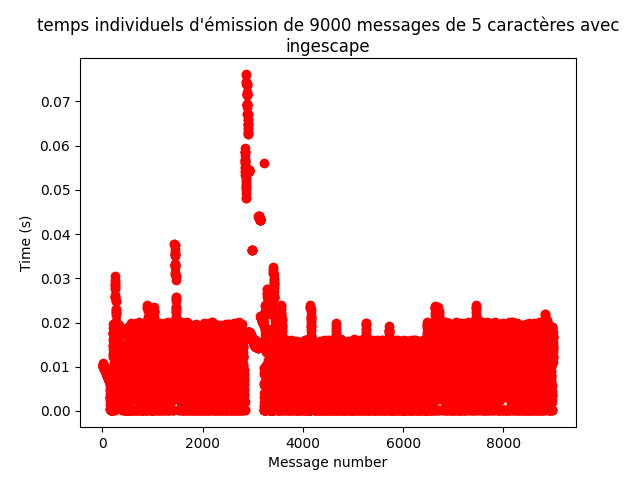 temps individuels d'émission de 9000 messages de 5 caractères avec
ingescape
0.07
0.06
0.05
0.04
0.03
0.02
0.01
0.00
Time (s)
0 2000 4000 6000 8000
Message number